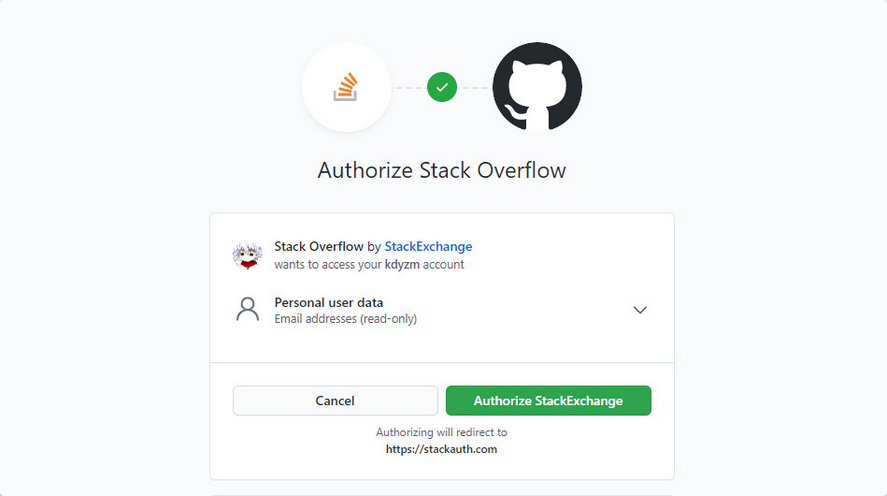 Authorize Stack Overflow
Stack Overflow by StackExchange
wants to access your kdyzm account
Personal user data
Email addresses (read-only)
Cancel
Authorize StackExchange
Authorizing will redirect to
https://stackauth.com